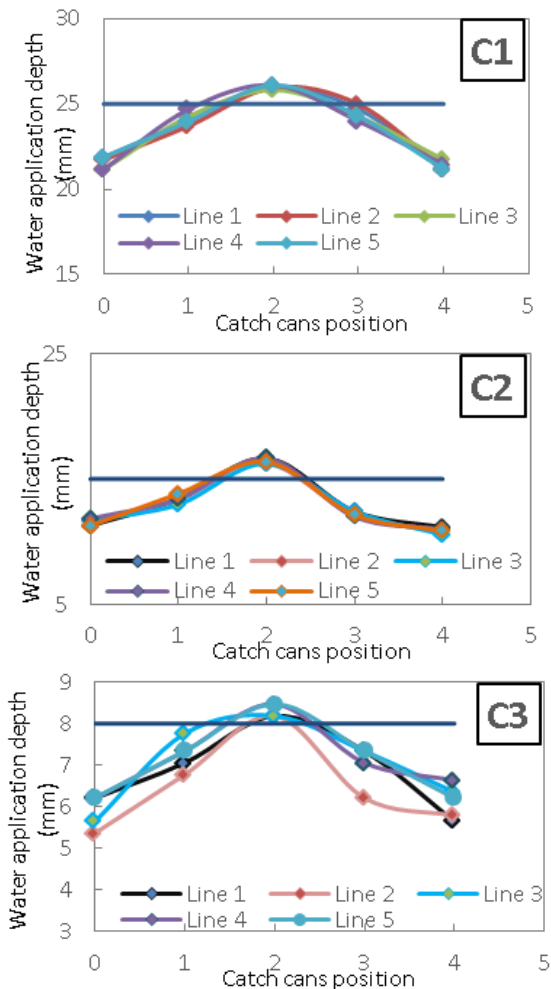 C1
Water application depth
(mm)
30
25
20
15
Line 1 Line 2 Line 3
Line 4 Line 5
0 1 2 3 4 5
Catch cans position
C2
Water application depth
(mm)
25
5
Line 1 Line 2 Line 3
Line 4 Line 5
0 1 2 3 4 5
Catch cans position
C3
Water application depth
(mm)
9
8
7
6
5
4
3
Line 1 Line 2 Line 3
Line 4 Line 5
0 1 2 3 4 5
Catch cans position